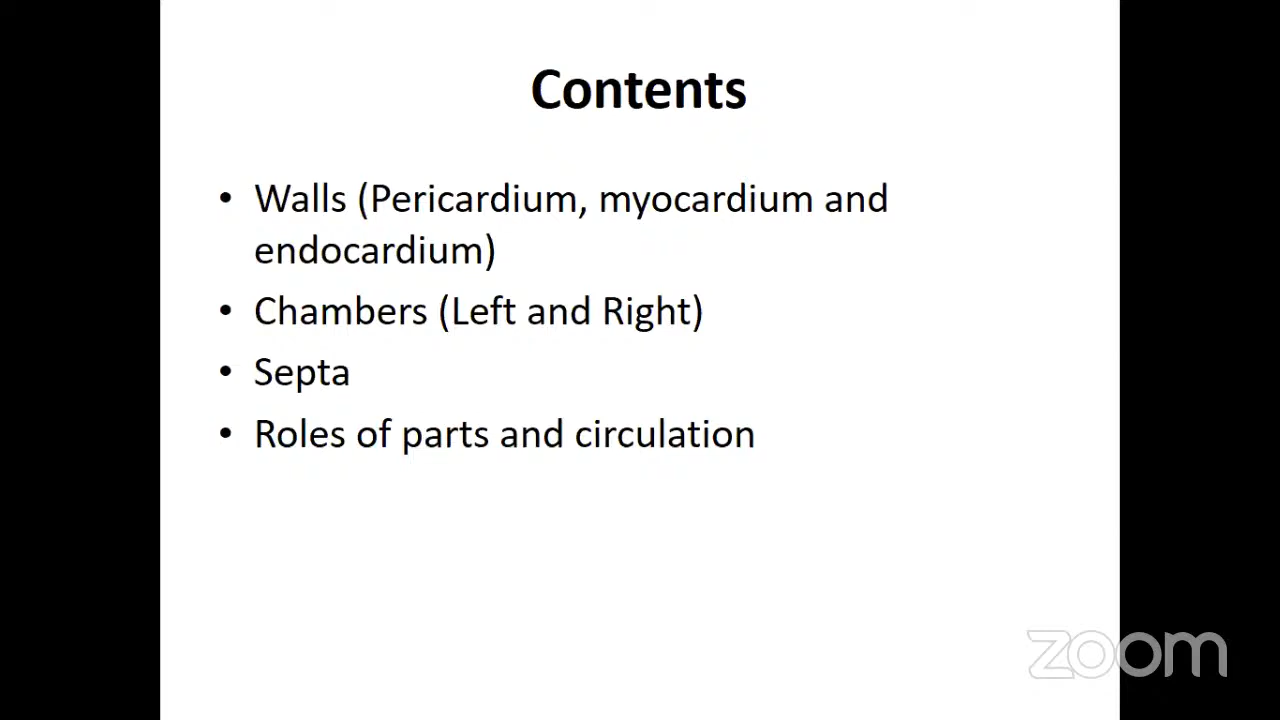 Contents
• Walls (Pericardium, myocardium and
endocardium)
• Chambers (Left and Right)
• Septa
• Roles of parts and circulation
zoom